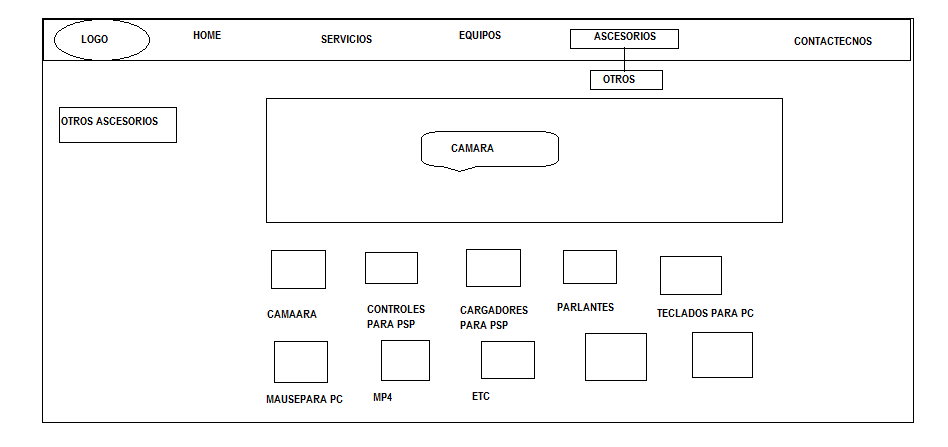 LOGO
HOME
SERVICIOS
EQUIPOS
ASCESORIOS
CONTACTECNOS
OTROS
OTROS ASCESORIOS
CAMARA
CAMAARA
CONTROLES
PARA PSP
CARGADORES
PARA PSP
PARLANTES
TECLADOS PARA PC
MAUSEPARA PC
MP4
ETC